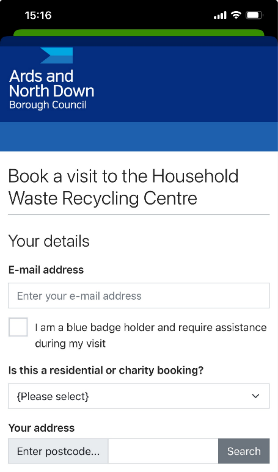 15:16
Ards and
North Down
Borough Council
Book a visit to the Household
Waste Recycling Centre
Your details
E-mail address
Enter your e-mail address
I am a blue badge holder and require assistance
during my visit
Is this a residential or charity booking?
{Please select}
Your address
Enter postcode... Search